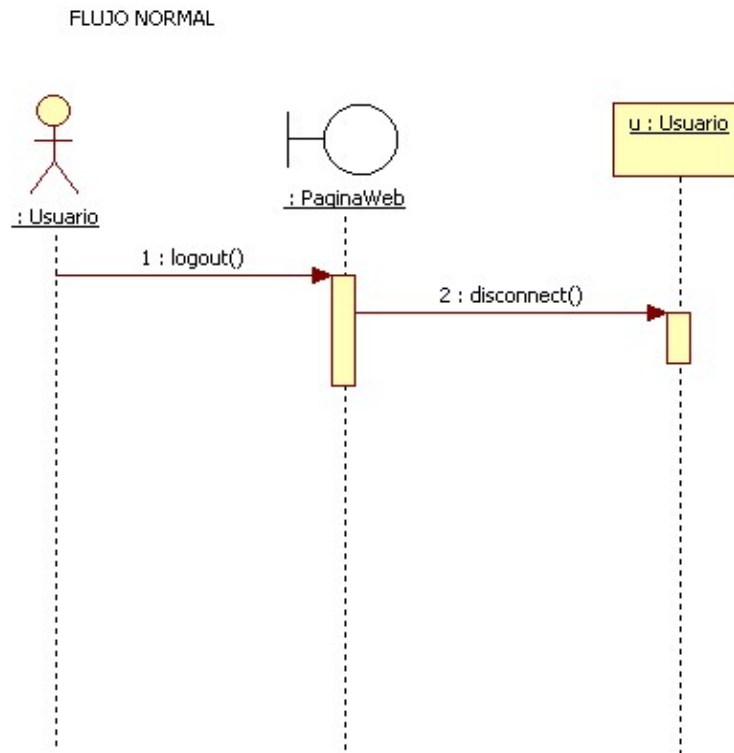 FLUJO NORMAL
u : Usuario
: PaginaWeb
: Usuario
1 : logout()
2 : disconnect()